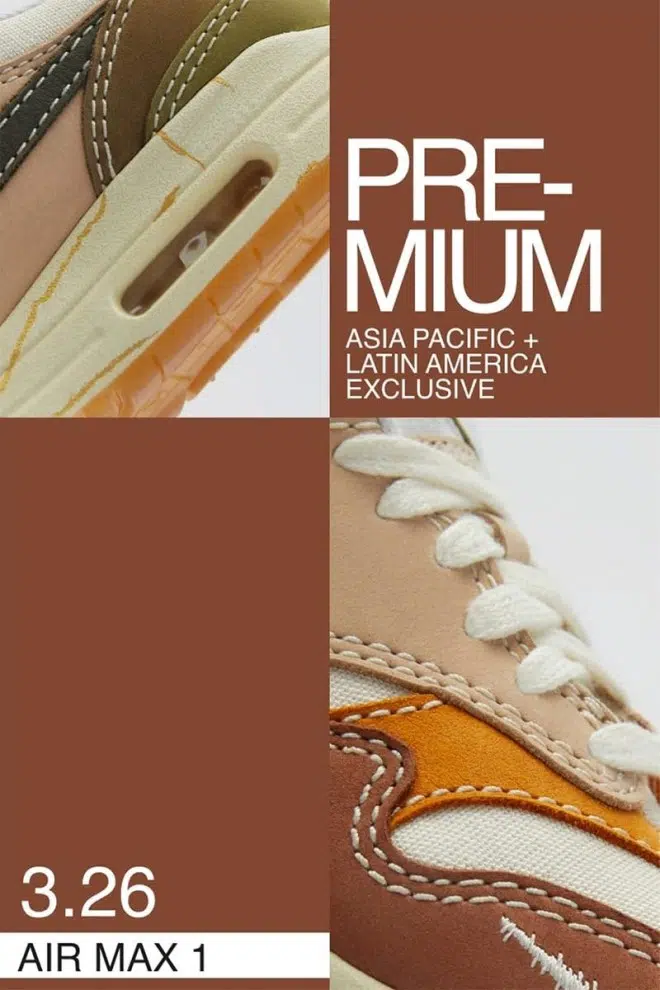 PRE-
MIUM
ASIA PACIFIC +
LATIN AMERICA
EXCLUSIVE
3.26
AIR MAX 1